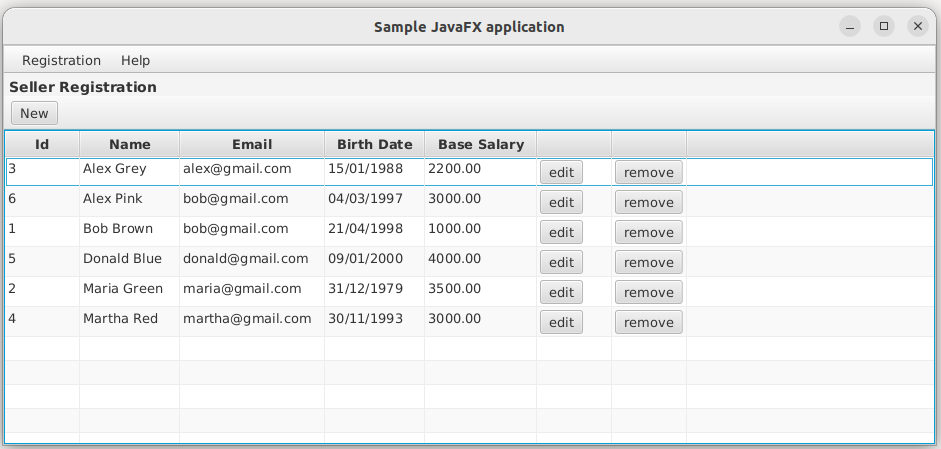 Sample JavaFX application
Registration Help
Seller Registration
New
Id Name Email Birth Date Base Salary
3 Alex Grey alex@gmail.com 15/01/1988 2200.00 edit remove
6 Alex Pink bob@gmail.com 04/03/1997 3000.00 edit remove
1 Bob Brown bob@gmail.com 21/04/1998 1000.00 edit remove
5 Donald Blue donald@gmail.com 09/01/2000 4000.00 edit remove
2 Maria Green maria@gmail.com 31/12/1979 3500.00 edit remove
4 Martha Red martha@gmail.com 30/11/1993 3000.00 edit remove